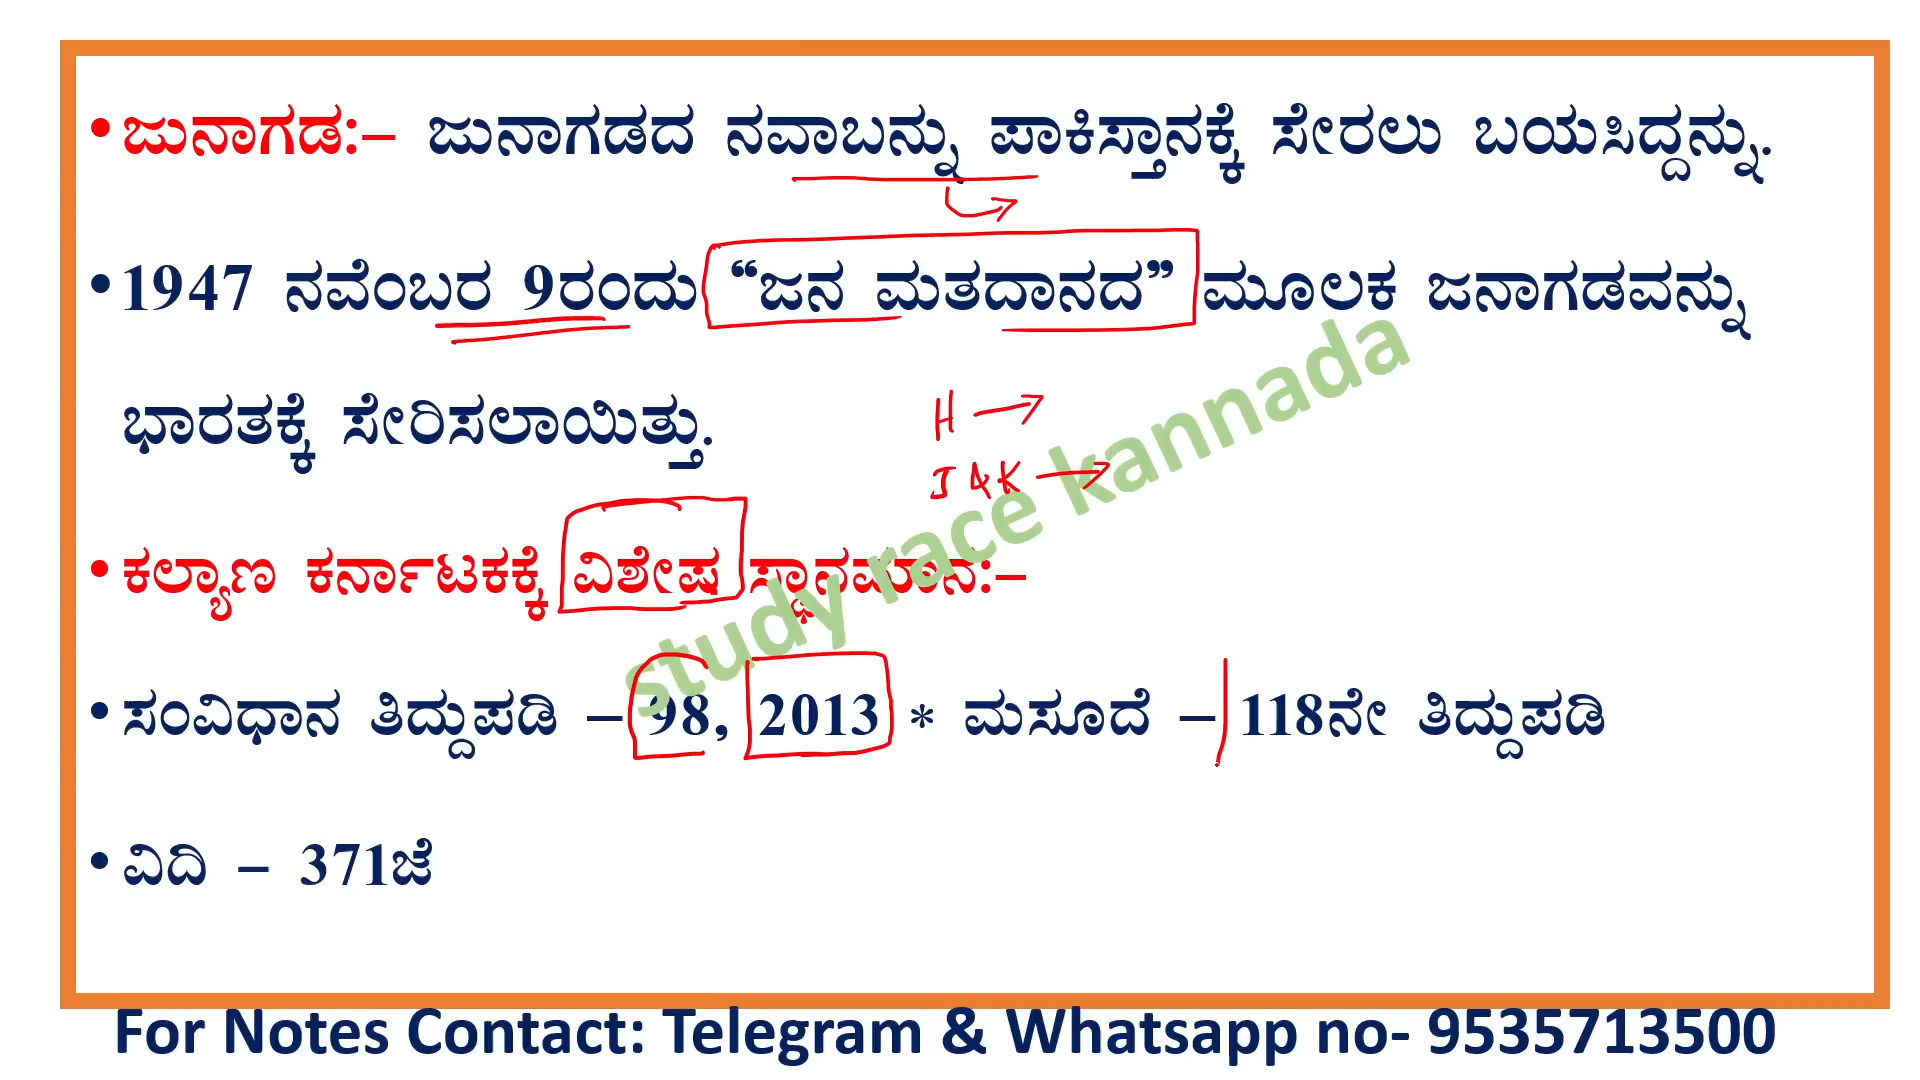 •ಜುನಾಗಡ:– ಜುನಾಗಡದ ನವಾಬನ್ನು ಪಾಕಿಸ್ತಾನಕ್ಕೆ ಸೇರಲು ಬಯಸಿದ್ದನ್ನು.
•1947 ನವೆಂಬರ 9ರಂದು “ಜನ ಮತದಾನದ” ಮೂಲಕ ಜನಾಗಡವನ್ನು
ಭಾರತಕ್ಕೆ ಸೇರಿಸಲಾಯಿತ್ತು.
H →
J & K →
•ಕಲ್ಯಾಣ ಕರ್ನಾಟಕಕ್ಕೆ ವಿಶೇಷ ಸ್ಥಾನಮಾನ:–
study race kannada
•ಸಂವಿಧಾನ ತಿದ್ದುಪಡಿ – 98, 2013 * ಮಸೂದೆ – 118ನೇ ತಿದ್ದುಪಡಿ
•ವಿದಿ – 371ಜೆ
For Notes Contact: Telegram & Whatsapp no- 9535713500